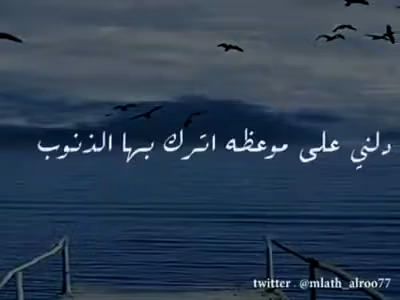 دلني على موعظه اترك بها الذنوب
twitter . @mlath_alroo77